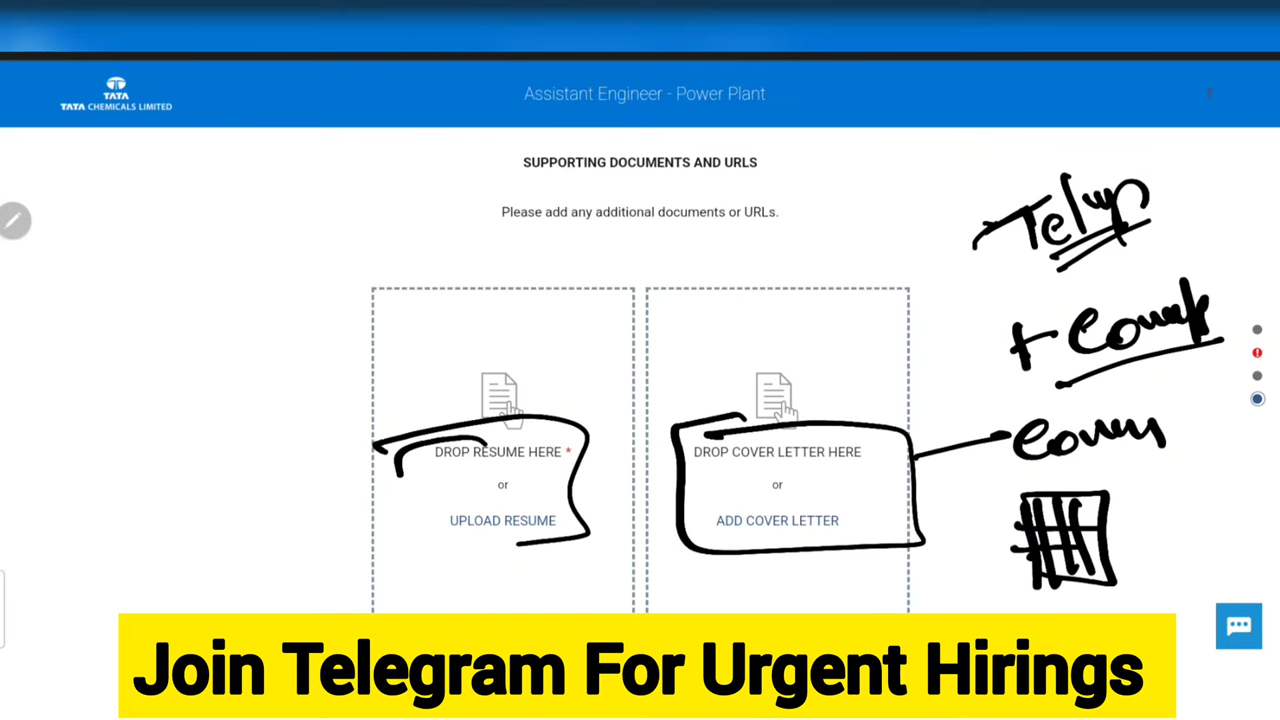 TATA
TATA CHEMICALS LIMITED
Assistant Engineer - Power Plant
SUPPORTING DOCUMENTS AND URLS
Please add any additional documents or URLs.
DROP RESUME HERE *
or
UPLOAD RESUME
DROP COVER LETTER HERE
or
ADD COVER LETTER
Join Telegram For Urgent Hirings